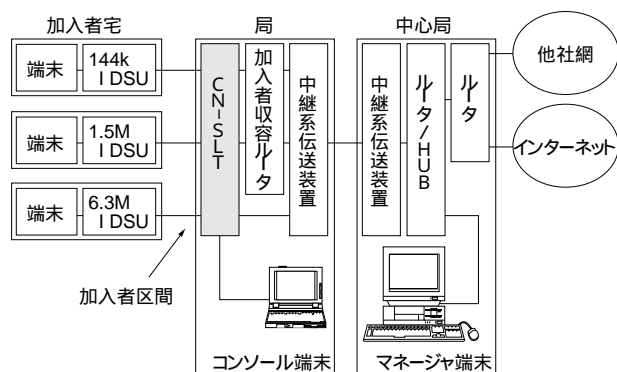 加入者宅
局
中心局
端末
144k
I DSU
端末
1.5M
I DSU
端末
6.3M
I DSU
加入者区間
CN-SLT
加入者収容ルータ
中継系伝送装置
コンソール端末
中継系伝送装置
ルータ/HUB
ルータ
マネージャ端末
他社網
インターネット